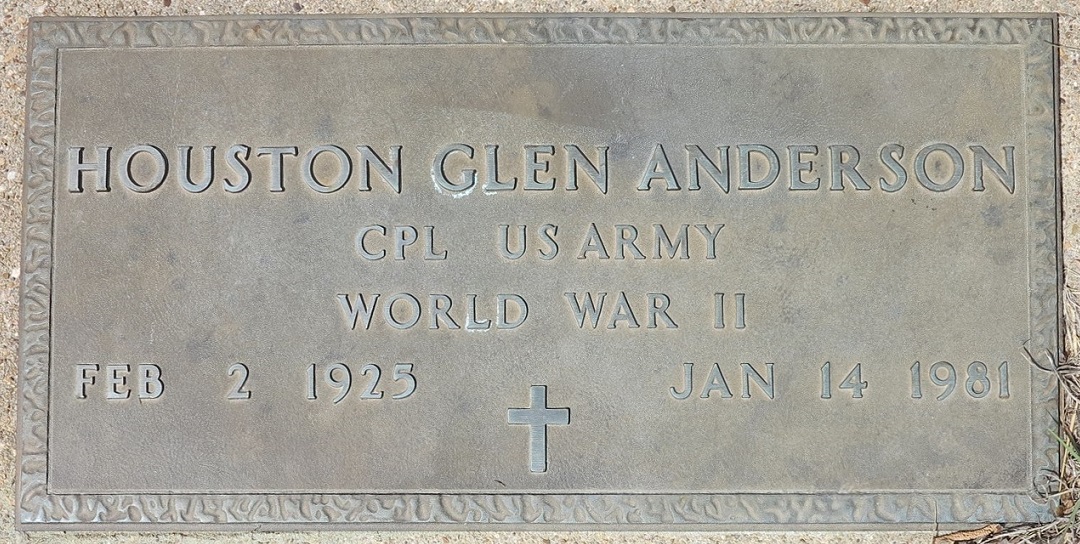 HOUSTON GLEN ANDERSON
CPL US ARMY
WORLD WAR II
FEB 2 1925 JAN 14 1981